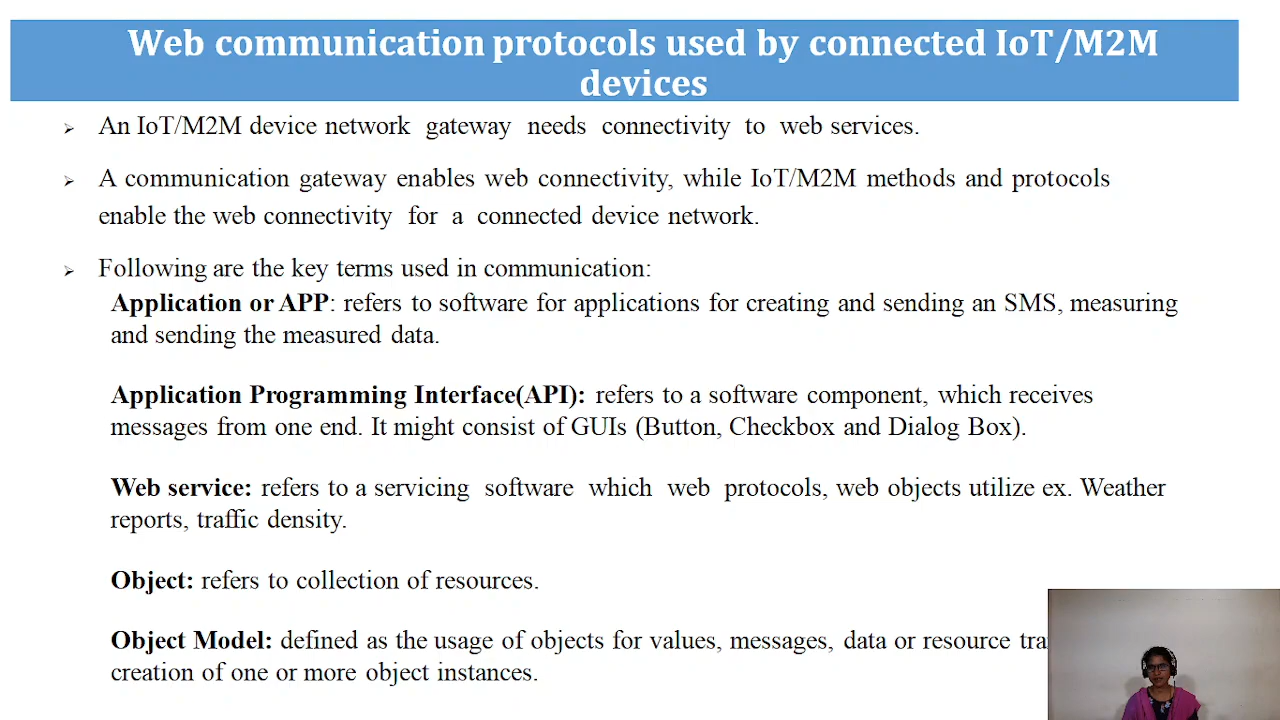 Web communication protocols used by connected IoT/M2M
devices
An IoT/M2M device network gateway needs connectivity to web services.
A communication gateway enables web connectivity, while IoT/M2M methods and protocols
enable the web connectivity for a connected device network.
Following are the key terms used in communication:
Application or APP: refers to software for applications for creating and sending an SMS, measuring
and sending the measured data.
Application Programming Interface(API): refers to a software component, which receives
messages from one end. It might consist of GUIs (Button, Checkbox and Dialog Box).
Web service: refers to a servicing software which web protocols, web objects utilize ex. Weather
reports, traffic density.
Object: refers to collection of resources.
Object Model: defined as the usage of objects for values, messages, data or resource
creation of one or more object instances.